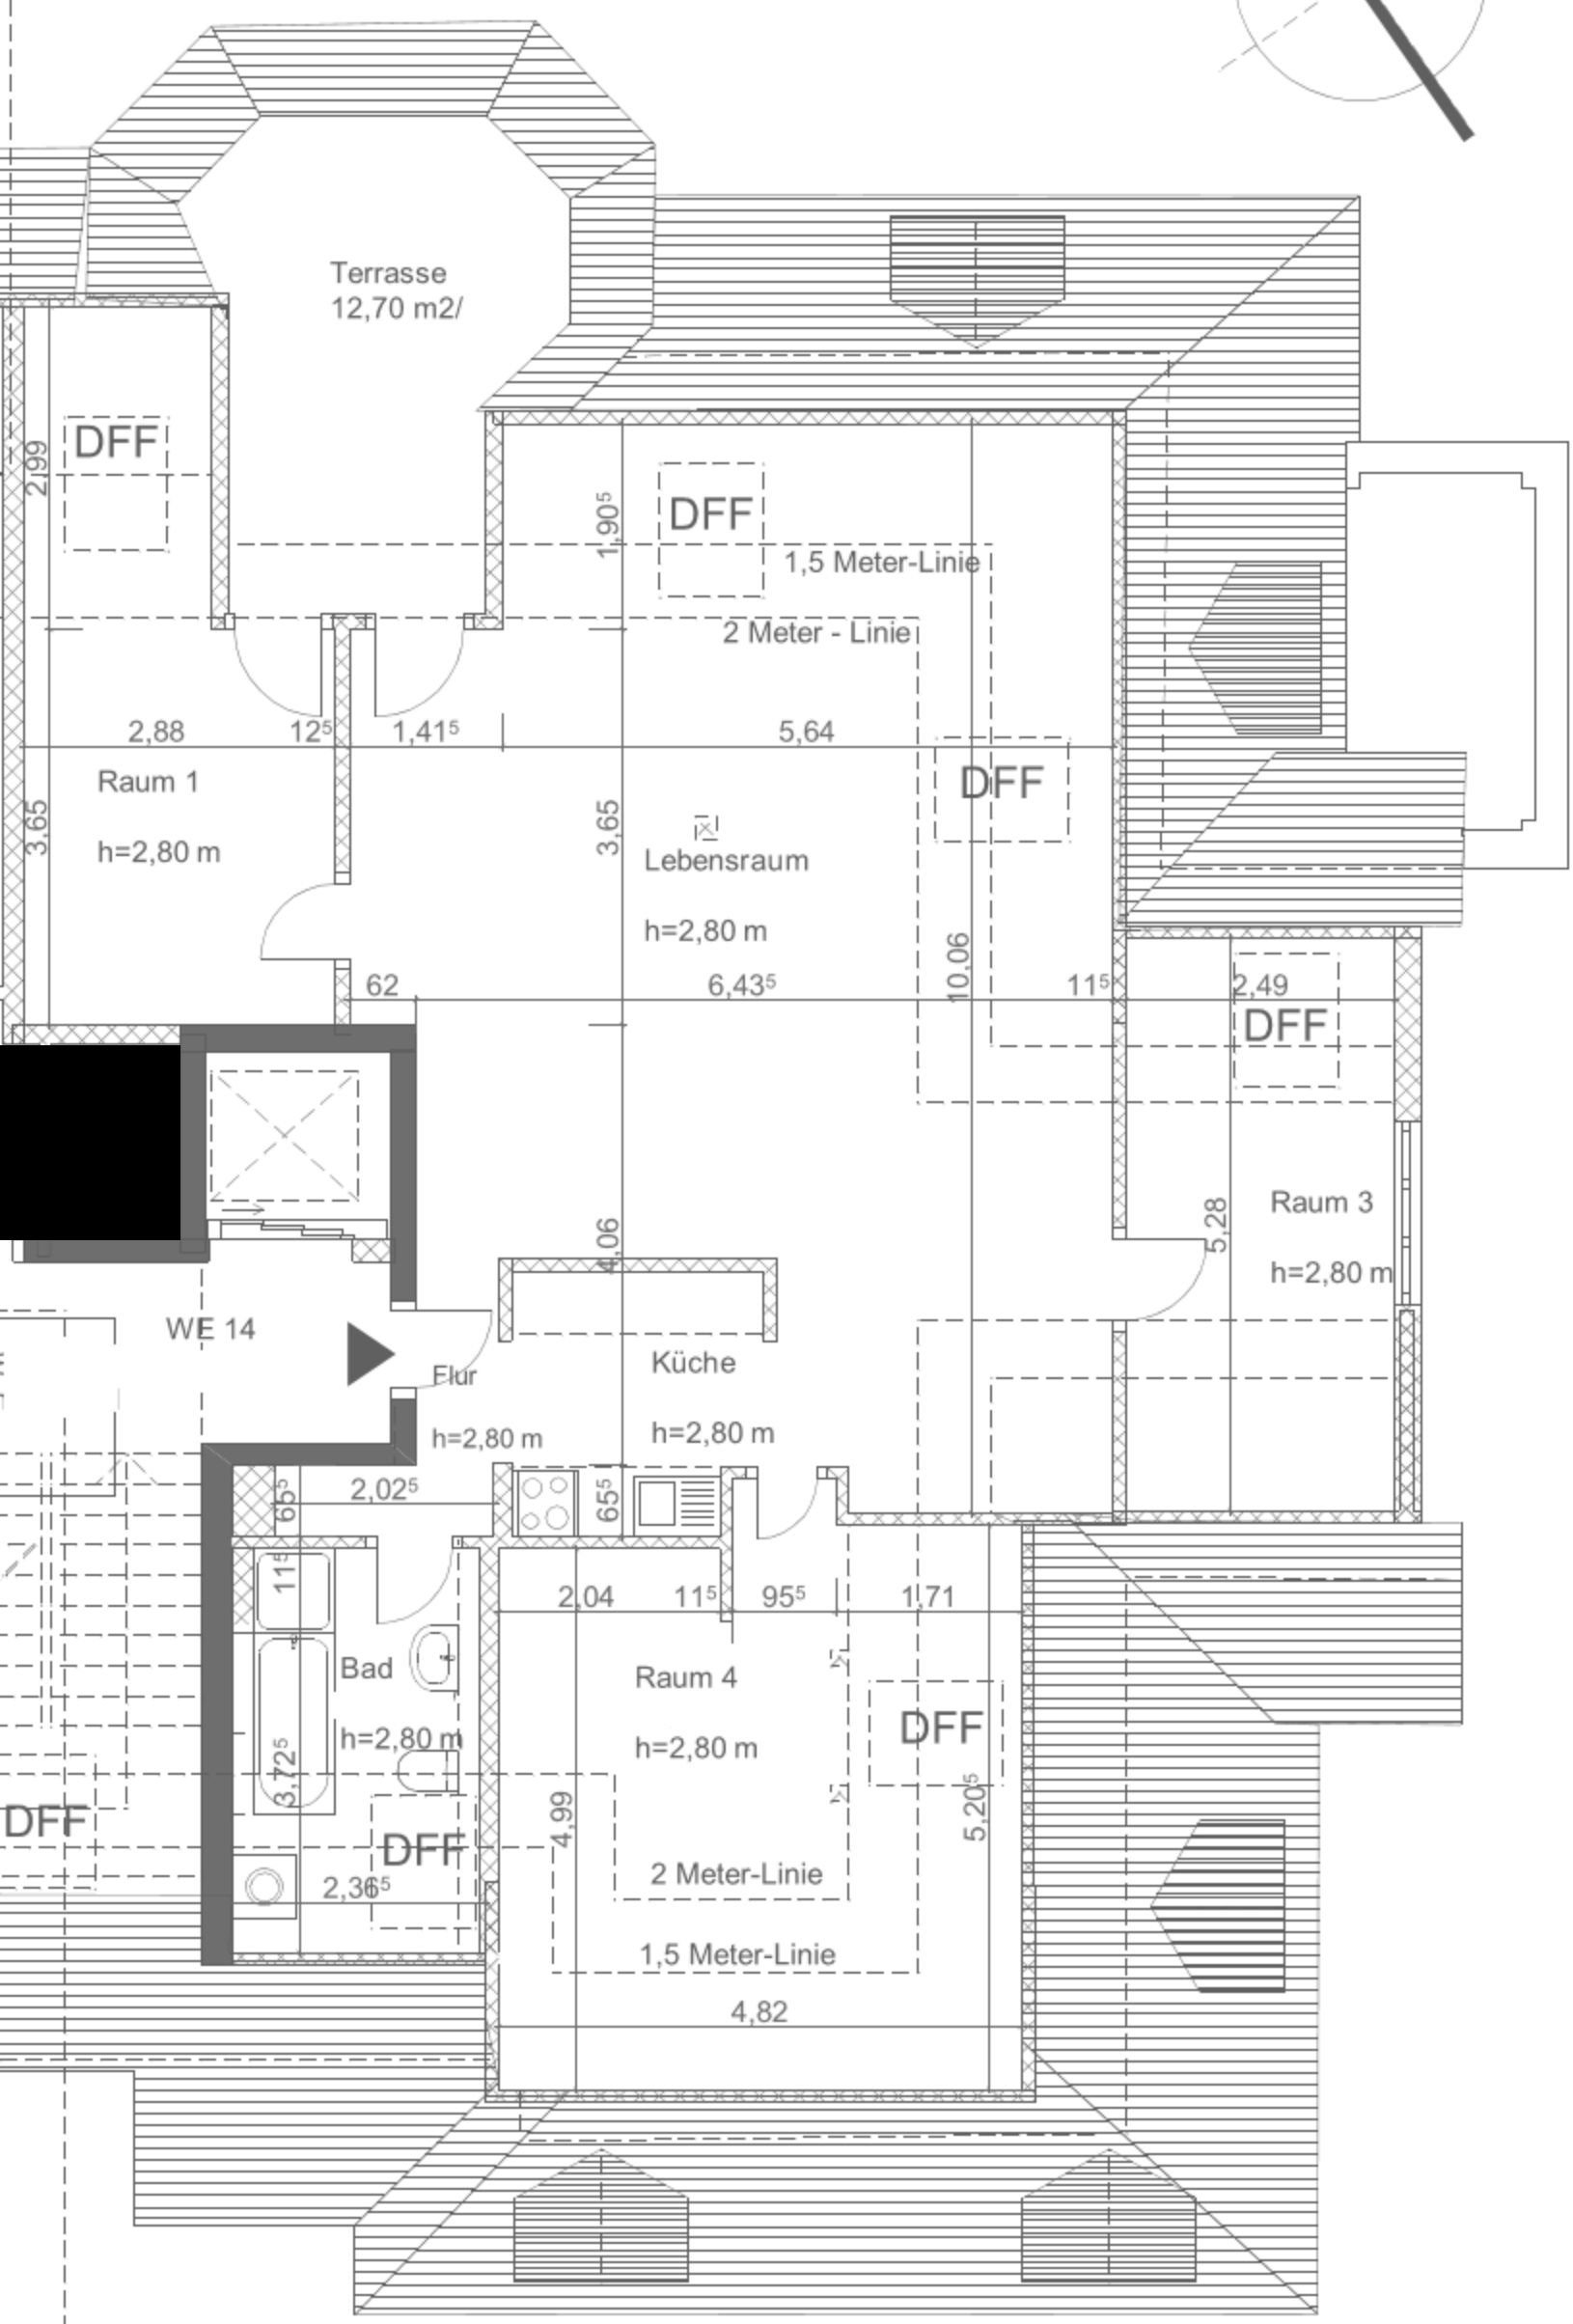 Terrasse
12,70 m2/
DFF
2,99
DFF
1,90⁵
1,5 Meter-Linie
2 Meter - Linie
2,88
12⁵
1,41⁵
5,64
DFF
Raum 1
h=2,80 m
3,65
3,65
Lebensraum
h=2,80 m
10,06
62
6,43⁵
11⁵
2,49
DFF
4,06
5,28
Raum 3
h=2,80 m
WE 14
Flur
h=2,80 m
Küche
h=2,80 m
65⁵
2,02⁵
65⁵
11⁵
2,04
11⁵
95⁵
1,71
Bad
h=2,80 m
Raum 4
h=2,80 m
DFF
3,72⁵
DFF
DFF
4,99
5,20⁵
2,36⁵
2 Meter-Linie
1,5 Meter-Linie
4,82